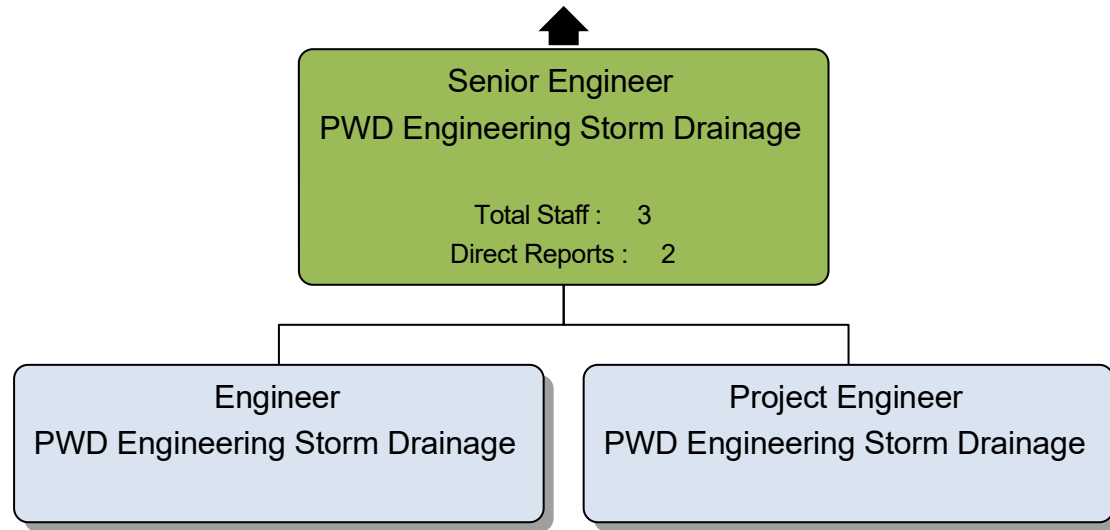 Senior Engineer
PWD Engineering Storm Drainage
Total Staff : 3
Direct Reports : 2
Engineer
PWD Engineering Storm Drainage
Project Engineer
PWD Engineering Storm Drainage